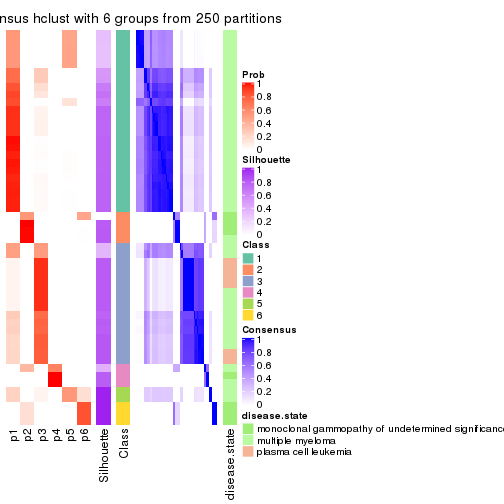 nsus hclust with 6 groups from 250 partitions
Prob
1
0.8
0.6
0.4
0.2
0
Silhouette
1
0.8
0.6
0.4
0.2
0
Class
1
2
3
4
5
6
Consensus
1
0.8
0.6
0.4
0.2
0
disease.state
monoclonal gammopathy of undetermined significance
multiple myeloma
plasma cell leukemia
p1
p2
p3
p4
p5
p6
Silhouette
Class
disease.state